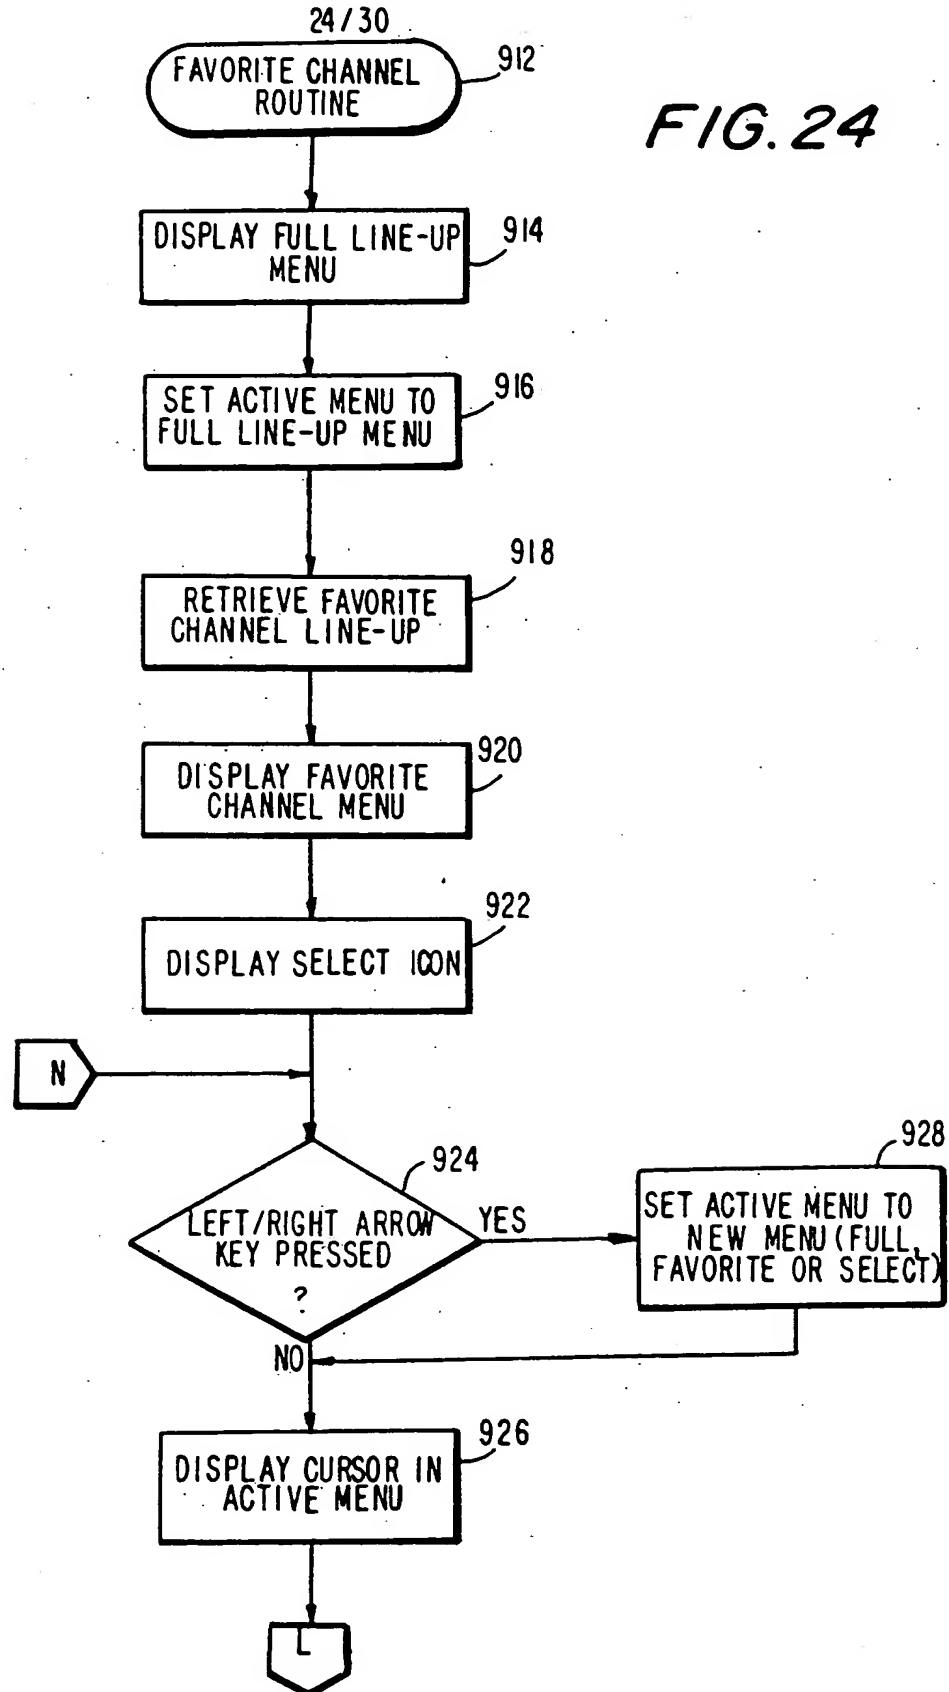 24/30
FAVORITE CHANNEL
ROUTINE
912
FIG. 24
DISPLAY FULL LINE-UP
MENU
914
SET ACTIVE MENU TO
FULL LINE-UP MENU
916
RETRIEVE FAVORITE
CHANNEL LINE-UP
918
DISPLAY FAVORITE
CHANNEL MENU
920
DISPLAY SELECT ICON
922
N
LEFT/RIGHT ARROW
KEY PRESSED
?
924
YES
SET ACTIVE MENU TO
NEW MENU (FULL,
FAVORITE OR SELECT)
928
NO
DISPLAY CURSOR IN
ACTIVE MENU
926
L